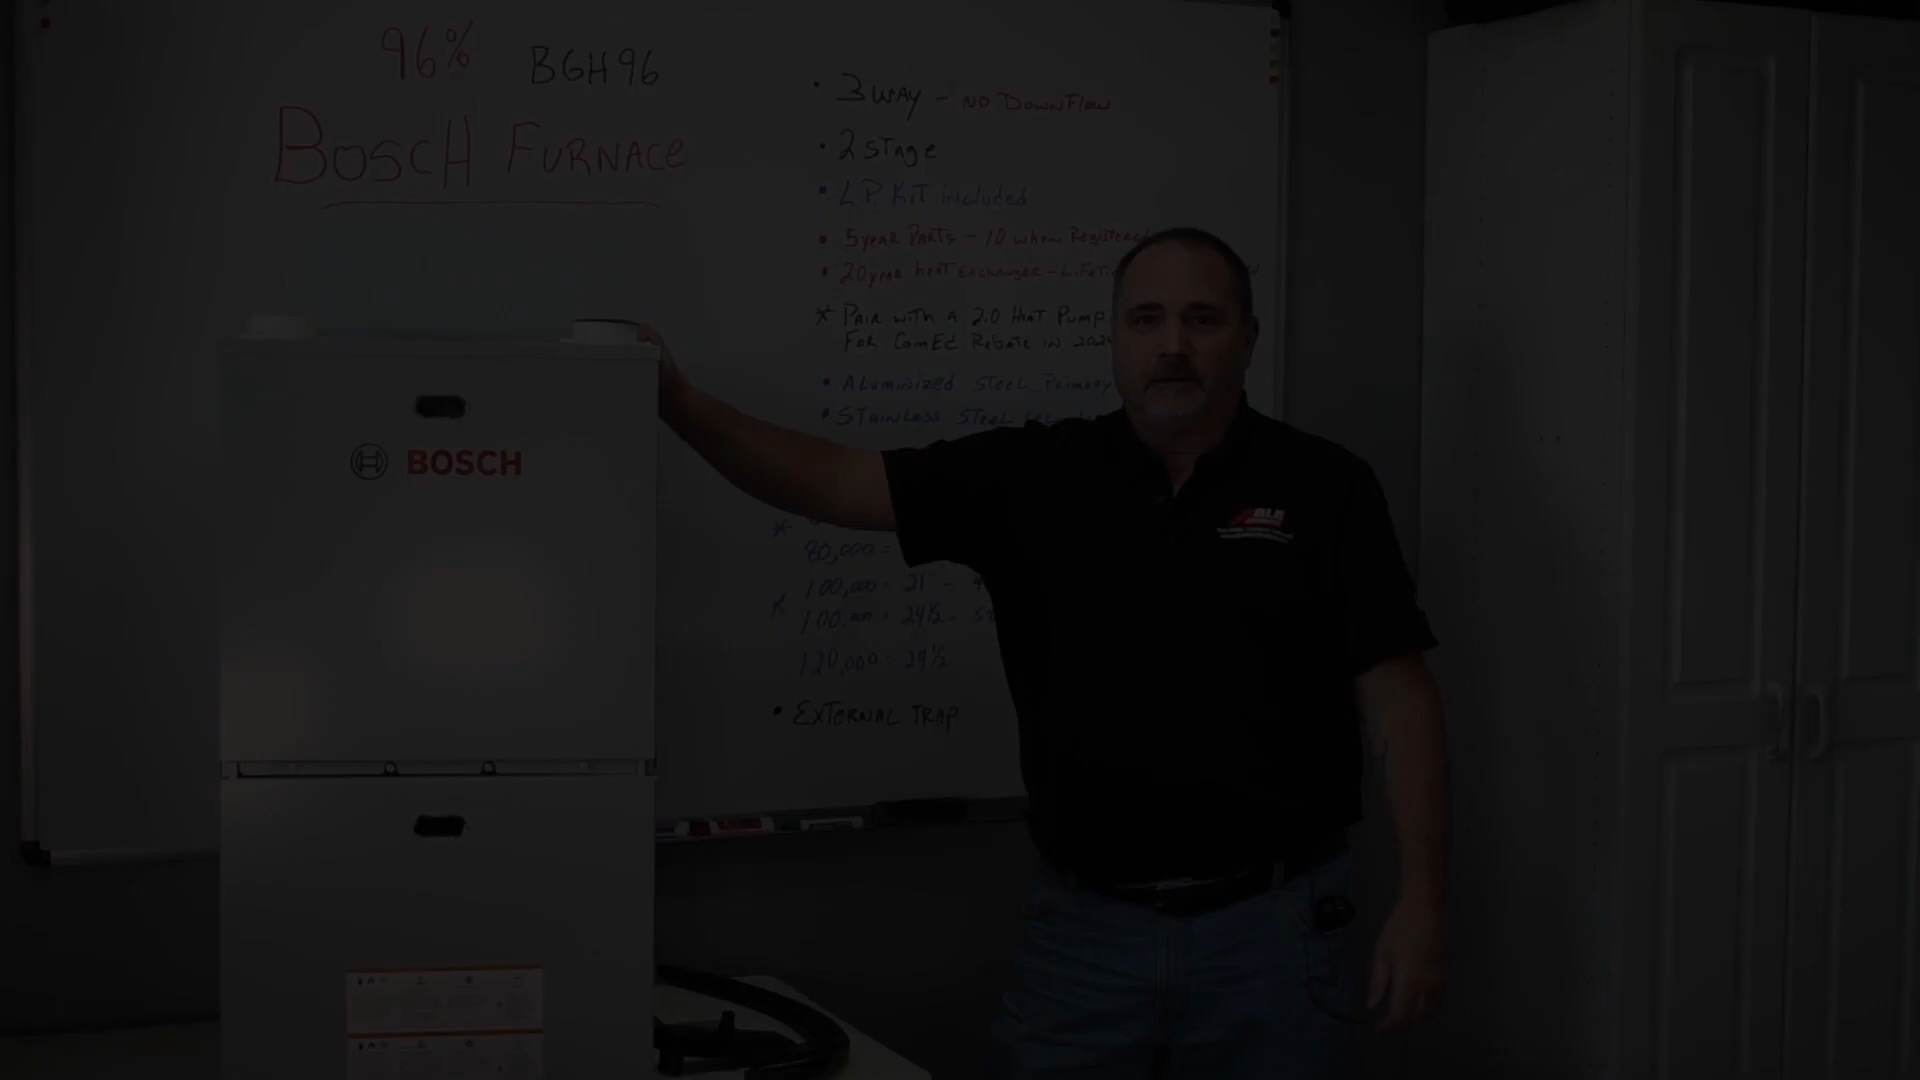 96%
BGH96
BOSCH FURNACE
• 3 WAY - NO DOWNFLOW
• 2 STAGE
• L.P. KIT included
• 5 year PARTS - 10 when Registered
• 20 year heat Exchanger -
* PAIR with A 2.0 HEAT PUMP
FOR ComEd Rebate in
• ALuminized STEEL Primary
• STAINLess STEEL
*
80,000 =
100,000 = 21 -
* 100,000 = 24½ -
120,000 = 24½
• EXTERNAL TRAP
BOSCH